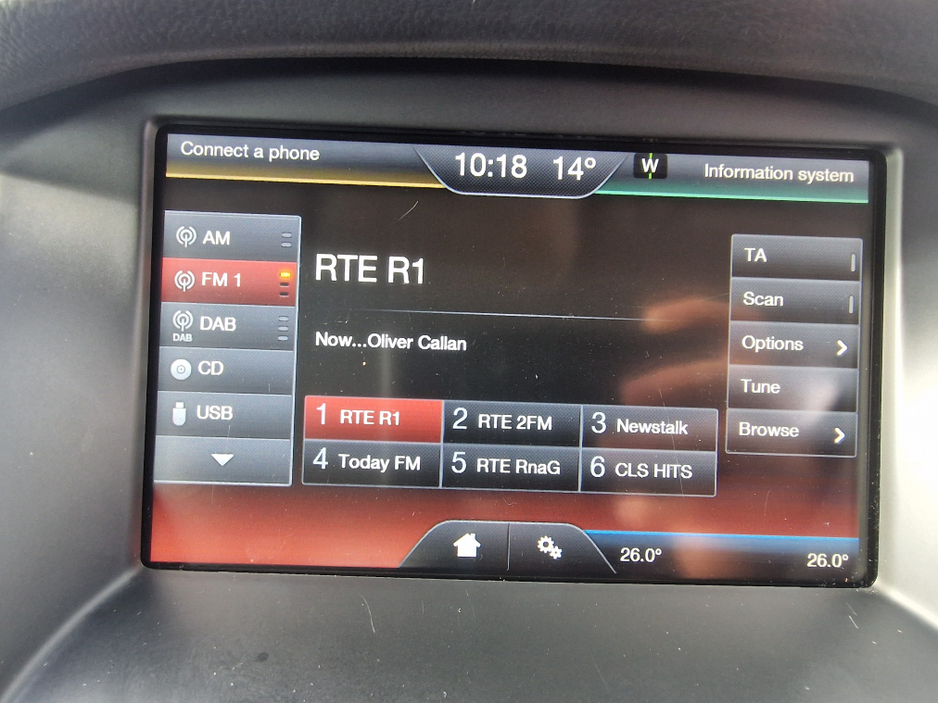 Connect a phone
10:18 14° W
Information system
AM
FM 1
DAB
DAB
CD
USB
RTE R1
Now...Oliver Callan
1 RTE R1
2 RTE 2FM
3 Newstalk
4 Today FM
5 RTE RnaG
6 CLS HITS
TA
Scan
Options
Tune
Browse
26.0°
26.0°